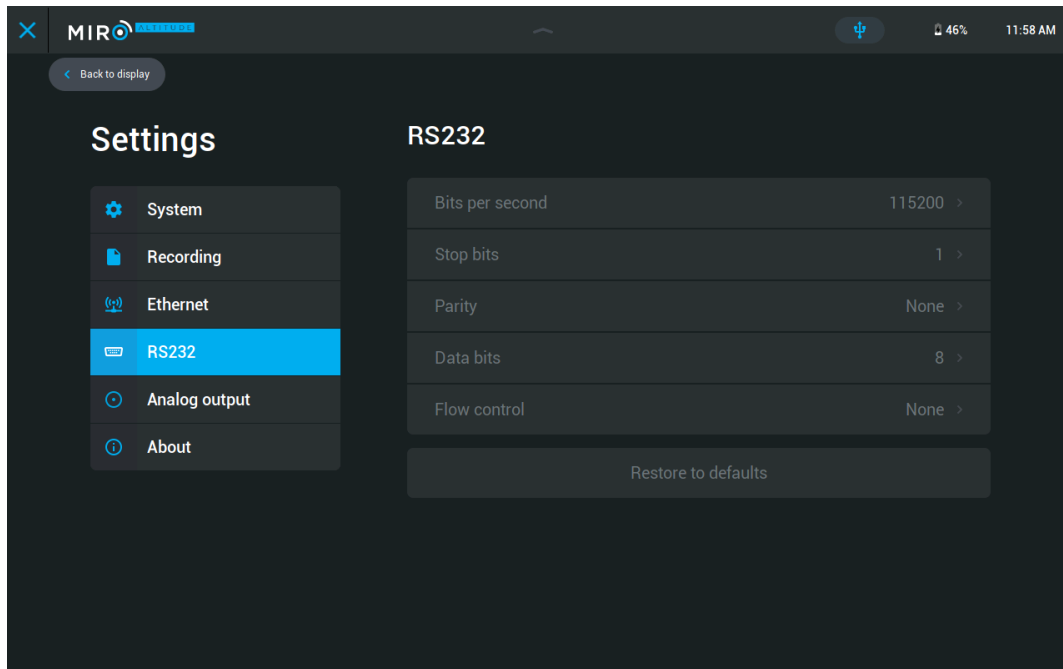 MIRO ALTITUDE
46%
11:58 AM
Back to display
Settings
System
Recording
Ethernet
RS232
Analog output
About
RS232
Bits per second 115200
Stop bits 1
Parity None
Data bits 8
Flow control None
Restore to defaults